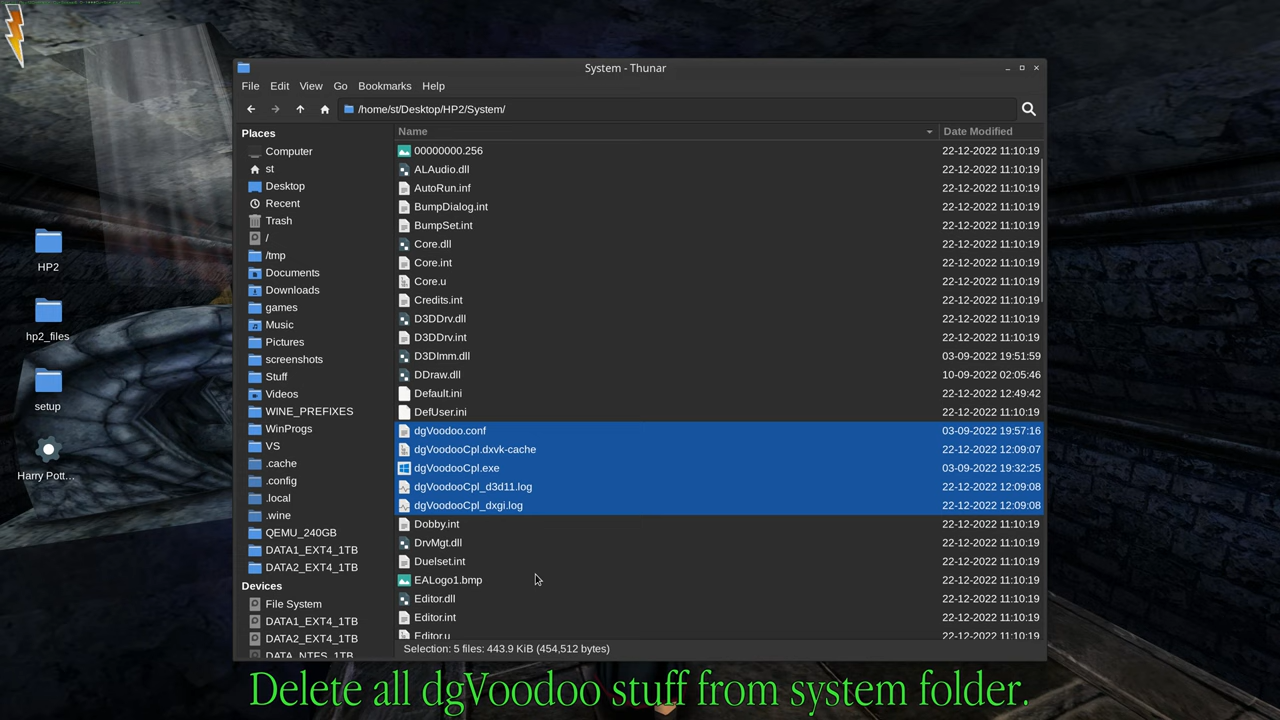 System - Thunar
File Edit View Go Bookmarks Help
/home/st/Desktop/HP2/System/
Places
Computer
st
Desktop
Recent
Trash
/
/tmp
Documents
Downloads
games
Music
Pictures
screenshots
Stuff
Videos
WINE_PREFIXES
WinProgs
VS
.cache
.config
.local
.wine
QEMU_240GB
DATA1_EXT4_1TB
DATA2_EXT4_1TB
Devices
File System
DATA1_EXT4_1TB
DATA2_EXT4_1TB
DATA_NTFS_1TB
Name Date Modified
00000000.256 22-12-2022 11:10:19
ALAudio.dll 22-12-2022 11:10:19
AutoRun.inf 22-12-2022 11:10:19
BumpDialog.int 22-12-2022 11:10:19
BumpSet.int 22-12-2022 11:10:19
Core.dll 22-12-2022 11:10:19
Core.int 22-12-2022 11:10:19
Core.u 22-12-2022 11:10:19
Credits.int 22-12-2022 11:10:19
D3DDrv.dll 22-12-2022 11:10:19
D3DDrv.int 22-12-2022 11:10:19
D3DImm.dll 03-09-2022 19:51:59
DDraw.dll 10-09-2022 02:05:46
Default.ini 22-12-2022 12:49:42
DefUser.ini 22-12-2022 11:10:19
dgVoodoo.conf 03-09-2022 19:57:16
dgVoodooCpl.dxvk-cache 22-12-2022 12:09:07
dgVoodooCpl.exe 03-09-2022 19:32:25
dgVoodooCpl_d3d11.log 22-12-2022 12:09:08
dgVoodooCpl_dxgi.log 22-12-2022 12:09:08
Dobby.int 22-12-2022 11:10:19
DrvMgt.dll 22-12-2022 11:10:19
Duelset.int 22-12-2022 11:10:19
EALogo1.bmp 22-12-2022 11:10:19
Editor.dll 22-12-2022 11:10:19
Editor.int 22-12-2022 11:10:19
Editor.u 22-12-2022 11:10:19
Selection: 5 files: 443.9 KiB (454,512 bytes)
HP2
hp2_files
setup
Harry Pott...
Delete all dgVoodoo stuff from system folder.